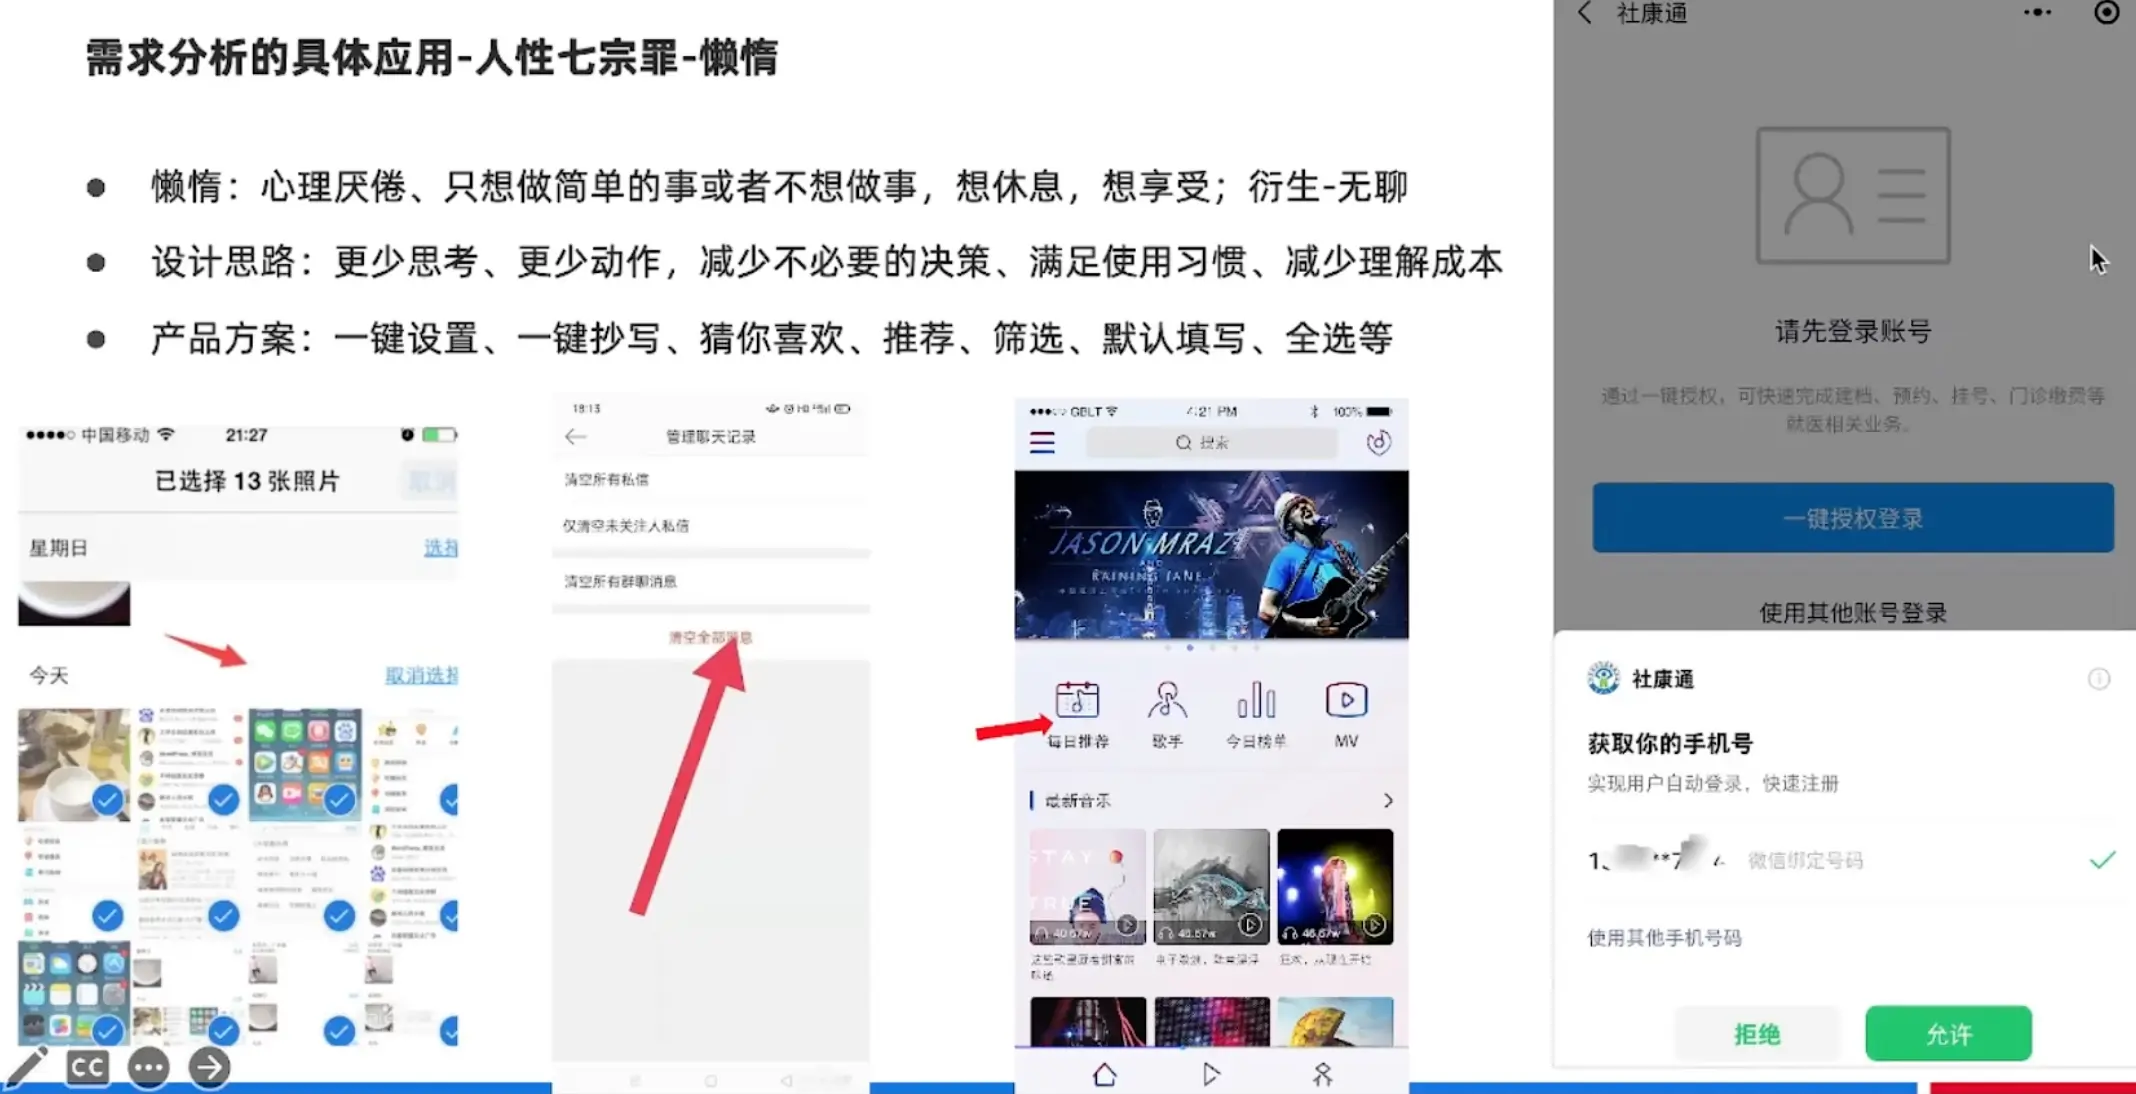 需求分析的具体应用-人性七宗罪-懒惰
懒惰：心理厌倦、只想做简单的事或者不想做事，想休息，想享受；衍生-无聊
设计思路：更少思考、更少动作，减少不必要的决策、满足使用习惯、减少理解成本
产品方案：一键设置、一键抄写、猜你喜欢、推荐、筛选、默认填写、全选等
中国移动
21:27
已选择 13 张照片
取消
星期日
选择
今天
取消选择
CC
18:13
管理聊天记录
清空所有私信
仅清空未关注人私信
清空所有群聊消息
清空全部消息
GBLT
4:21 PM
100%
搜索
JASON MRAZ
AND
RAINING JANE
每日推荐
歌手
今日榜单
MV
最新音乐
STAY
TRUE
40.67w
46.67w
46.67w
社康通
请先登录账号
通过一键授权，可快速完成建档、预约、挂号、门诊缴费等
就医相关业务。
一键授权登录
使用其他账号登录
社康通
获取你的手机号
实现用户自动登录，快速注册
微信绑定号码
使用其他手机号码
拒绝
允许